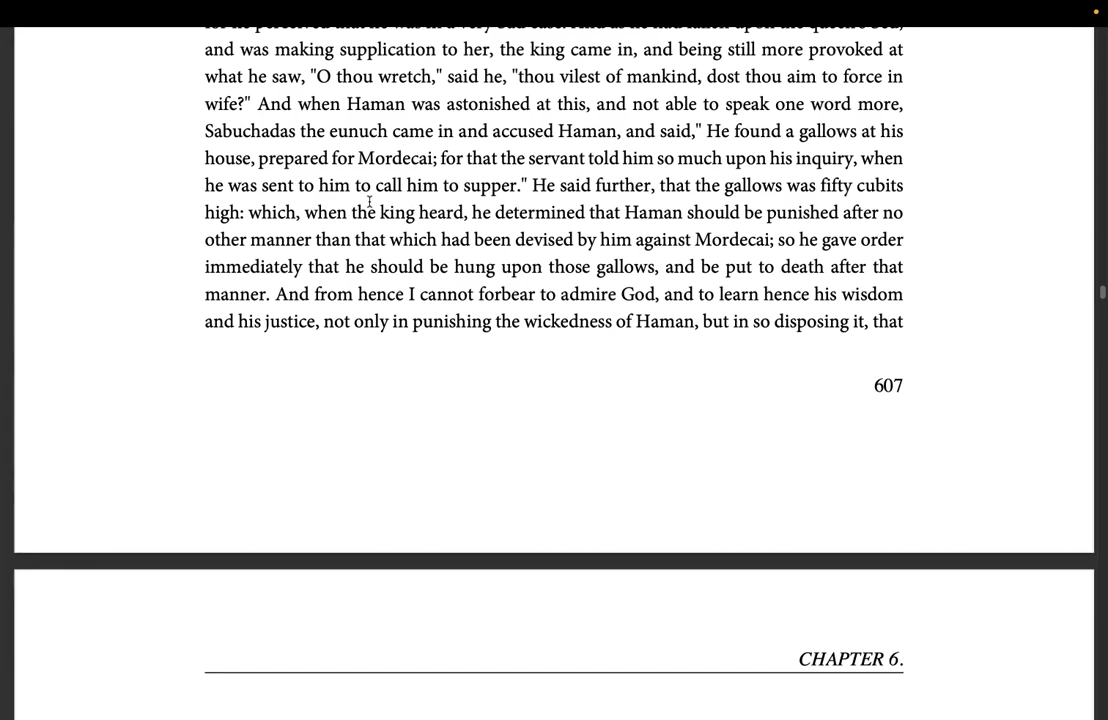 and was making supplication to her, the king came in, and being still more provoked at
what he saw, "O thou wretch," said he, "thou vilest of mankind, dost thou aim to force in
wife?" And when Haman was astonished at this, and not able to speak one word more,
Sabuchadas the eunuch came in and accused Haman, and said," He found a gallows at his
house, prepared for Mordecai; for that the servant told him so much upon his inquiry, when
he was sent to him to call him to supper." He said further, that the gallows was fifty cubits
high: which, when the king heard, he determined that Haman should be punished after no
other manner than that which had been devised by him against Mordecai; so he gave order
immediately that he should be hung upon those gallows, and be put to death after that
manner. And from hence I cannot forbear to admire God, and to learn hence his wisdom
and his justice, not only in punishing the wickedness of Haman, but in so disposing it, that
607
CHAPTER 6.